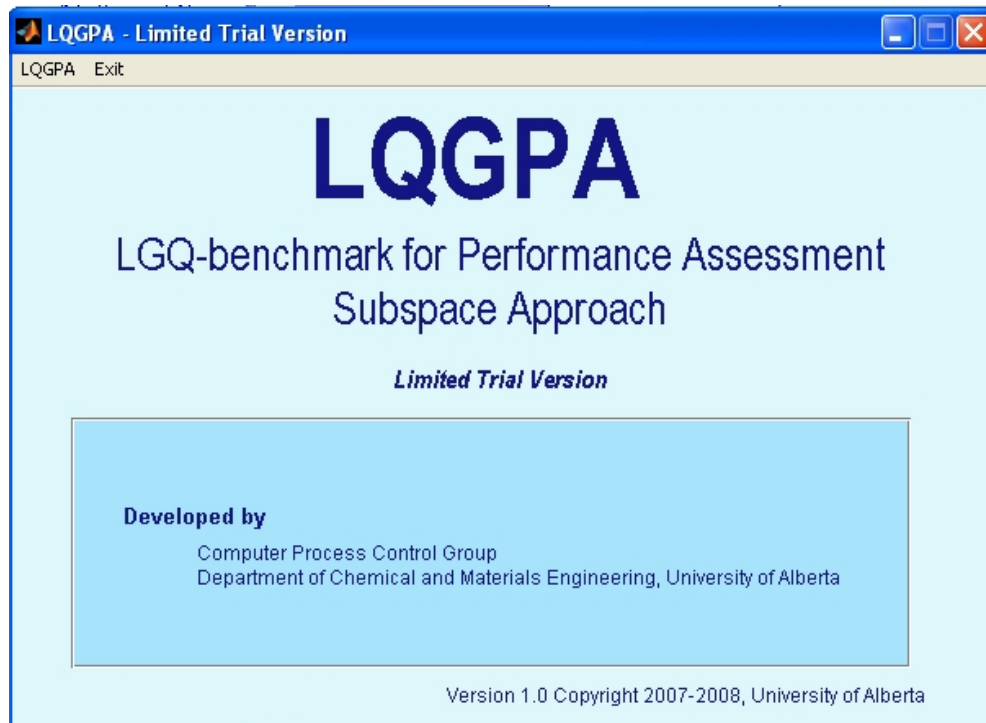 LQGPA - Limited Trial Version
LQGPA Exit
LQGPA
LGQ-benchmark for Performance Assessment
Subspace Approach
Limited Trial Version
Developed by
Computer Process Control Group
Department of Chemical and Materials Engineering, University of Alberta
Version 1.0 Copyright 2007-2008, University of Alberta